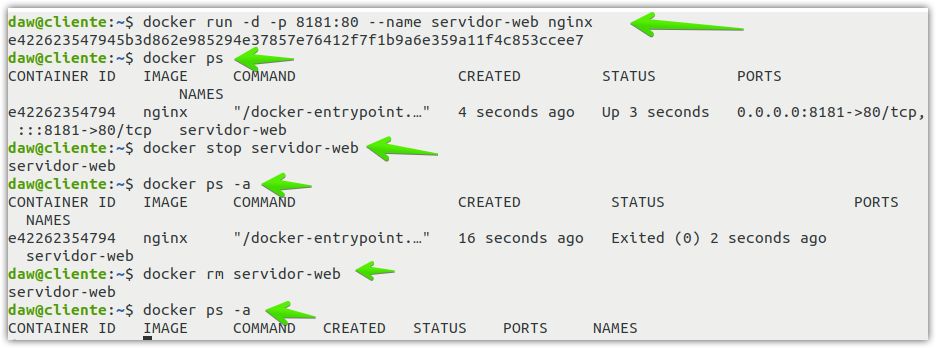 daw@cliente:~$ docker run -d -p 8181:80 --name servidor-web nginx
e422623547945b3d862e985294e37857e76412f7f1b9a6e359a11f4c853ccee7
daw@cliente:~$ docker ps
CONTAINER ID   IMAGE     COMMAND                  CREATED         STATUS         PORTS
                   NAMES
e42262354794   nginx     "/docker-entrypoint.…"   4 seconds ago   Up 3 seconds   0.0.0.0:8181->80/tcp,
 :::8181->80/tcp   servidor-web
daw@cliente:~$ docker stop servidor-web
servidor-web
daw@cliente:~$ docker ps -a
CONTAINER ID   IMAGE     COMMAND                  CREATED          STATUS                     PORTS
  NAMES
e42262354794   nginx     "/docker-entrypoint.…"   16 seconds ago   Exited (0) 2 seconds ago
  servidor-web
daw@cliente:~$ docker rm servidor-web
servidor-web
daw@cliente:~$ docker ps -a
CONTAINER ID   IMAGE     COMMAND   CREATED   STATUS    PORTS     NAMES